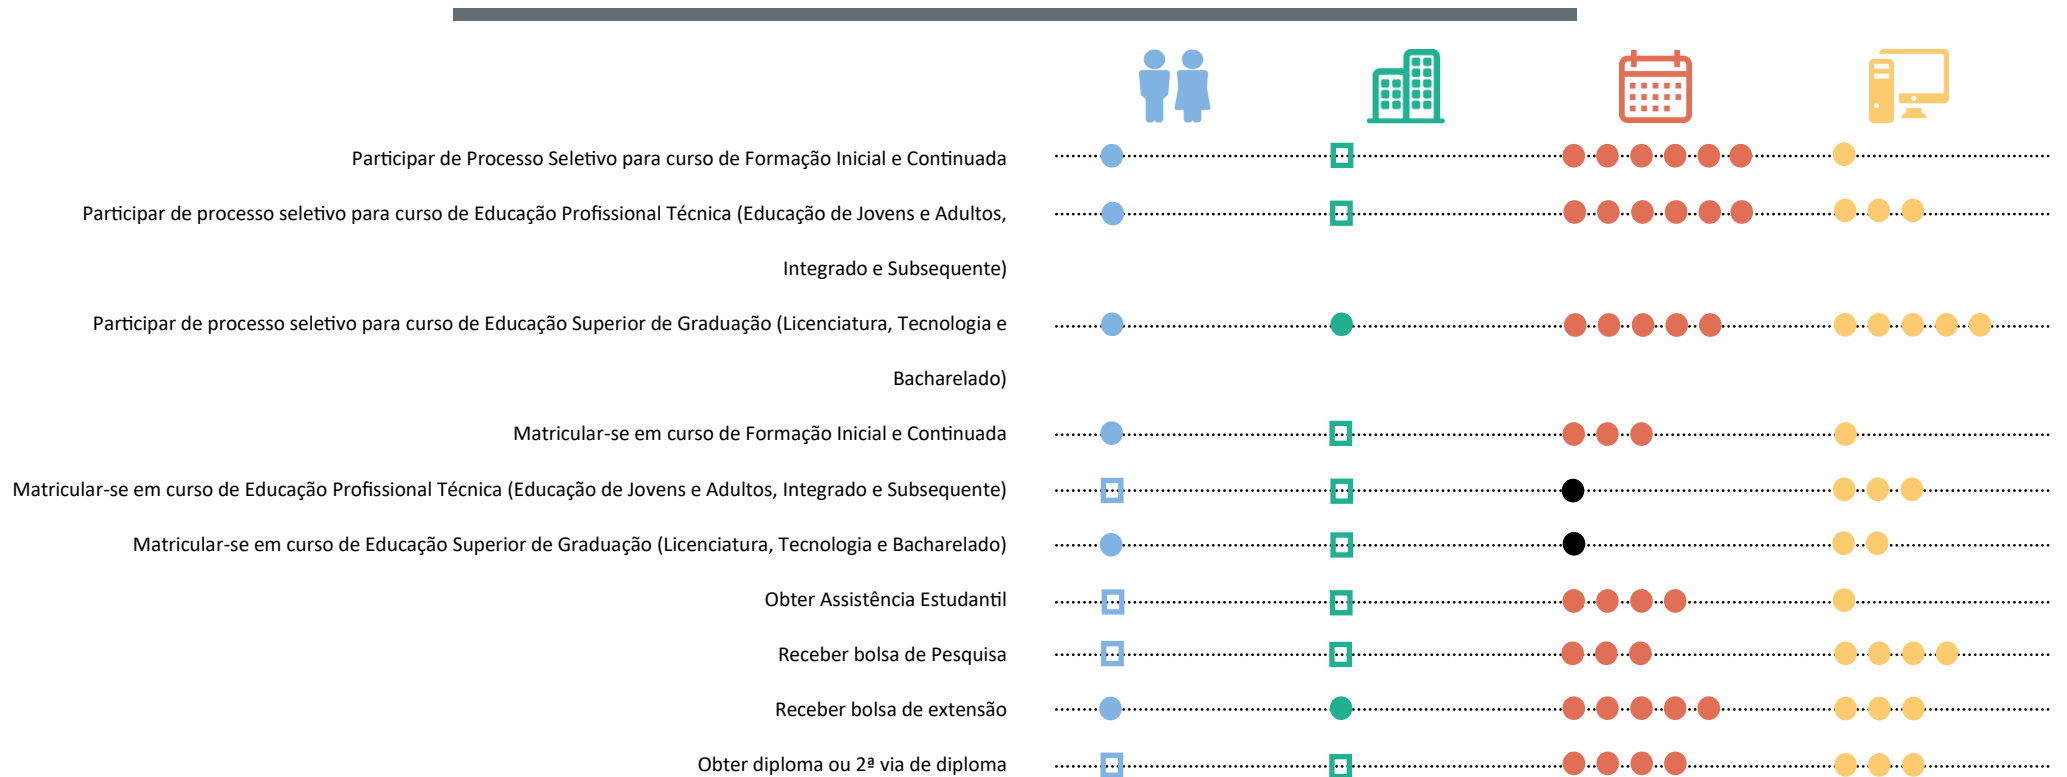 Participar de Processo Seletivo para curso de Formação Inicial e Continuada
Participar de processo seletivo para curso de Educação Profissional Técnica (Educação de Jovens e Adultos,
Integrado e Subsequente)
Participar de processo seletivo para curso de Educação Superior de Graduação (Licenciatura, Tecnologia e
Bacharelado)
Matricular-se em curso de Formação Inicial e Continuada
Matricular-se em curso de Educação Profissional Técnica (Educação de Jovens e Adultos, Integrado e Subsequente)
Matricular-se em curso de Educação Superior de Graduação (Licenciatura, Tecnologia e Bacharelado)
Obter Assistência Estudantil
Receber bolsa de Pesquisa
Receber bolsa de extensão
Obter diploma ou 2ª via de diploma